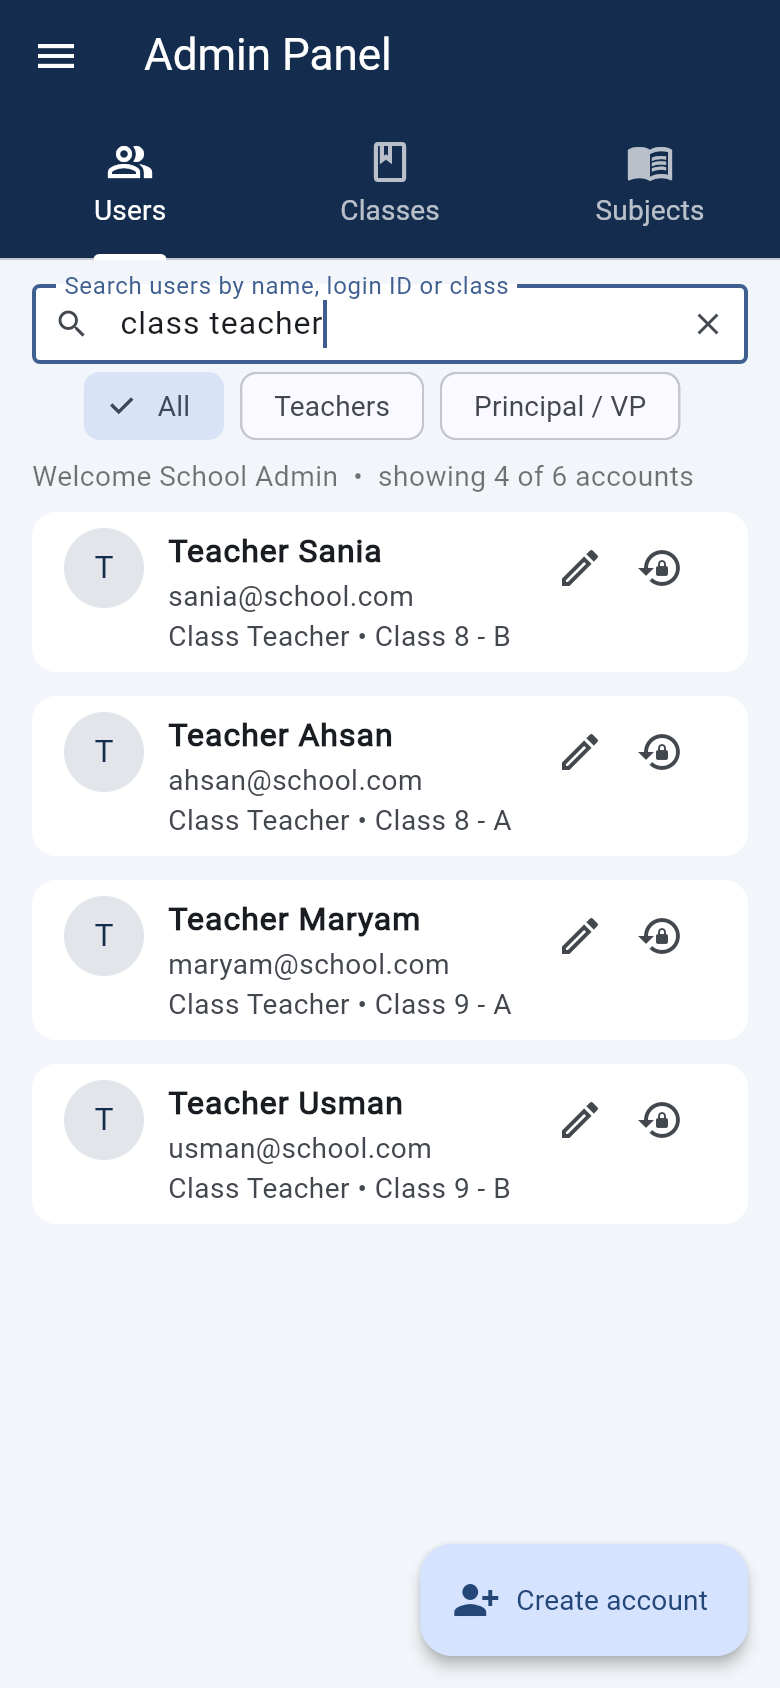 Admin Panel
Users
Classes
Subjects
Search users by name, login ID or class
class teacher
All
Teachers
Principal / VP
Welcome School Admin • showing 4 of 6 accounts
T
Teacher Sania
sania@school.com
Class Teacher • Class 8 - B
T
Teacher Ahsan
ahsan@school.com
Class Teacher • Class 8 - A
T
Teacher Maryam
maryam@school.com
Class Teacher • Class 9 - A
T
Teacher Usman
usman@school.com
Class Teacher • Class 9 - B
Create account